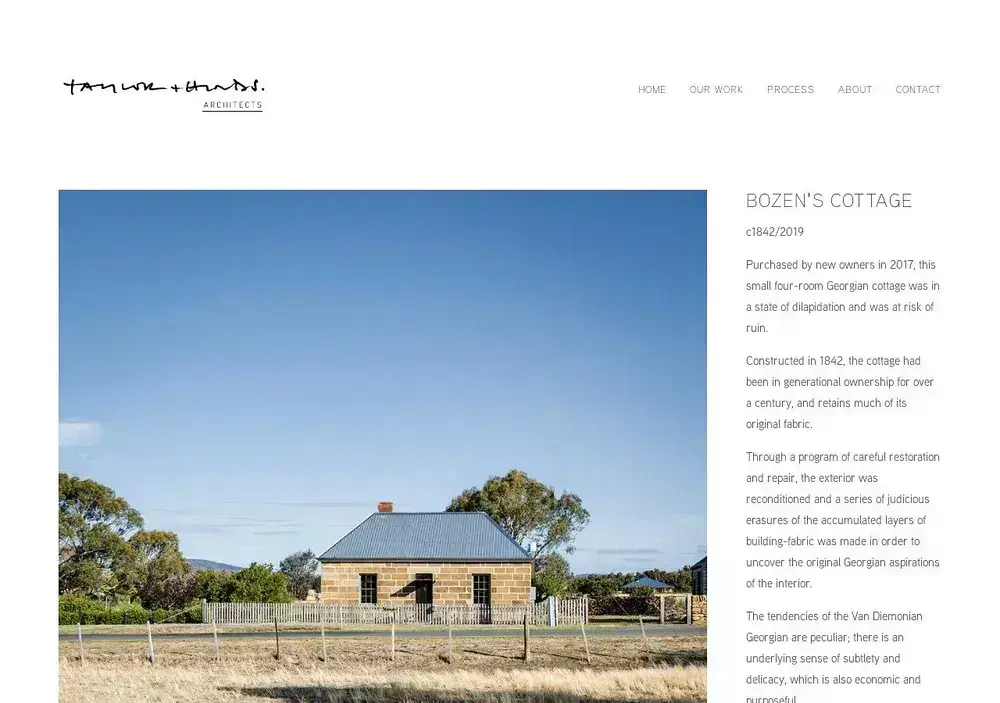 TAYLOR + HINDS.
ARCHITECTS
HOME OUR WORK PROCESS ABOUT CONTACT
BOZEN'S COTTAGE
c1842/2019
Purchased by new owners in 2017, this
small four-room Georgian cottage was in
a state of dilapidation and was at risk of
ruin.
Constructed in 1842, the cottage had
been in generational ownership for over
a century, and retains much of its
original fabric.
Through a program of careful restoration
and repair, the exterior was
reconditioned and a series of judicious
erasures of the accumulated layers of
building-fabric was made in order to
uncover the original Georgian aspirations
of the interior.
The tendencies of the Van Diemonian
Georgian are peculiar; there is an
underlying sense of subtlety and
delicacy, which is also economic and
purposeful.